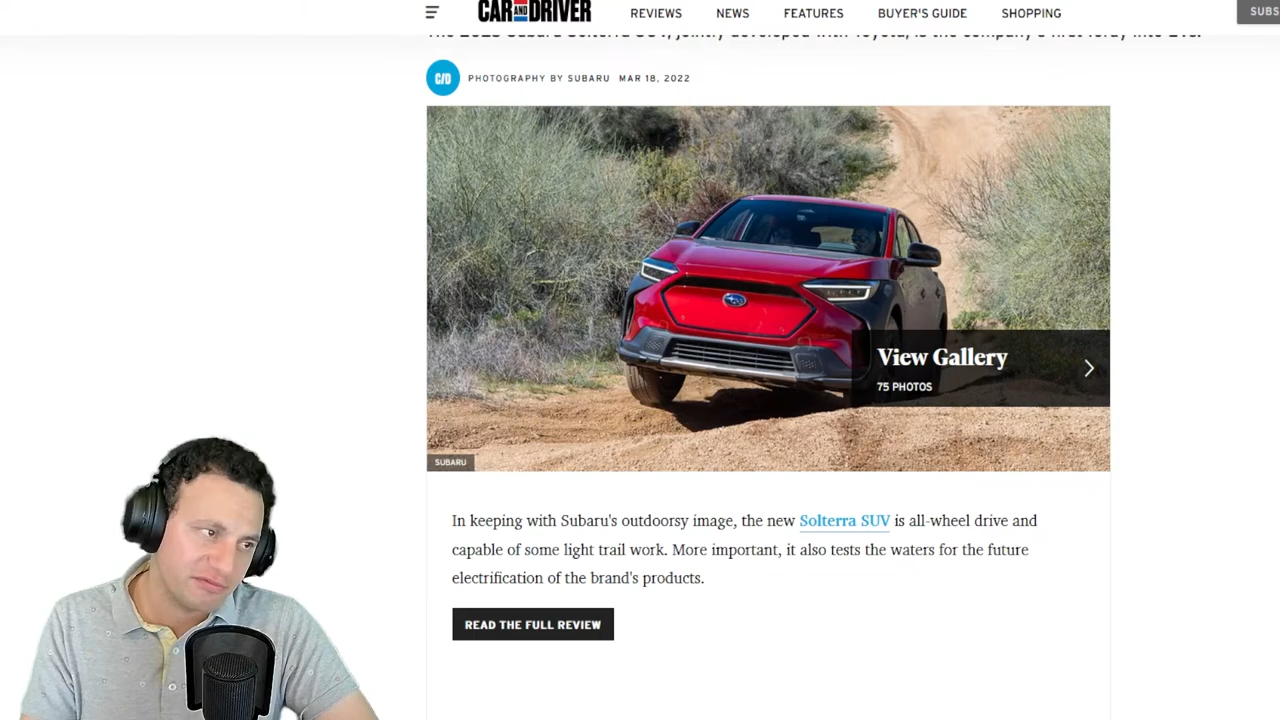 CAR AND DRIVER
REVIEWS
NEWS
FEATURES
BUYER'S GUIDE
SHOPPING
SUBS
The 2023 Subaru Solterra SUV, jointly developed with Toyota, is the company's first foray into EVs.
C/D
PHOTOGRAPHY BY SUBARU MAR 18, 2022
View Gallery
75 PHOTOS
SUBARU
In keeping with Subaru's outdoorsy image, the new Solterra SUV is all-wheel drive and
capable of some light trail work. More important, it also tests the waters for the future
electrification of the brand's products.
READ THE FULL REVIEW